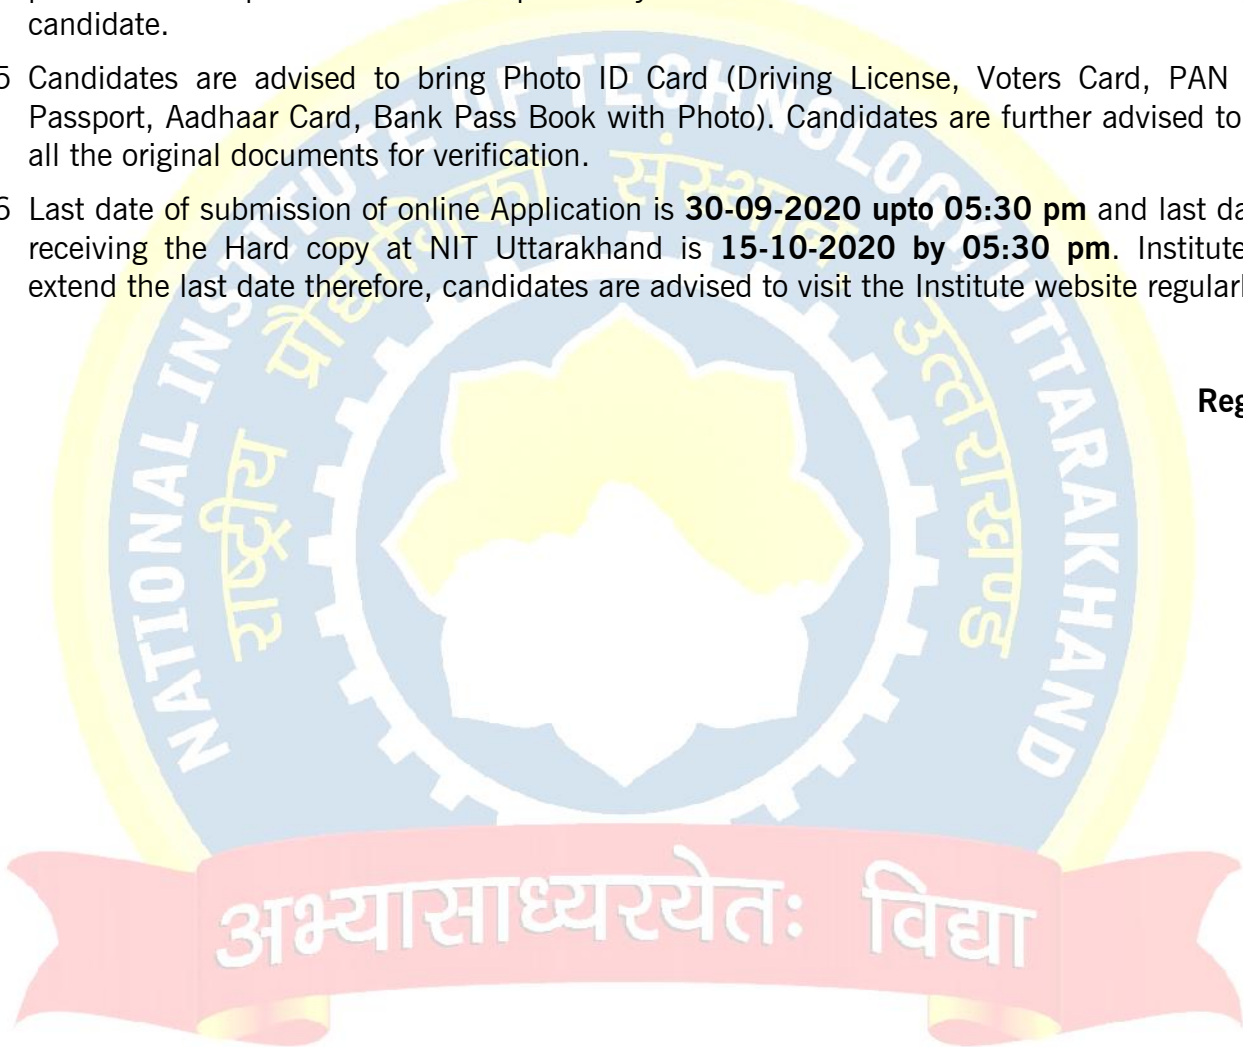 candidate.
5 Candidates are advised to bring Photo ID Card (Driving License, Voters Card, PAN
Passport, Aadhaar Card, Bank Pass Book with Photo). Candidates are further advised to
all the original documents for verification.
6 Last date of submission of online Application is 30-09-2020 upto 05:30 pm and last da
receiving the Hard copy at NIT Uttarakhand is 15-10-2020 by 05:30 pm. Institute
extend the last date therefore, candidates are advised to visit the Institute website regularl
Reg
NATIONAL INSTITUTE OF TECHNOLOGY, UTTARAKHAND
राष्ट्रीय प्रौद्योगिकी संस्थान उत्तराखण्ड
अभ्यासाध्यरयेतः विद्या